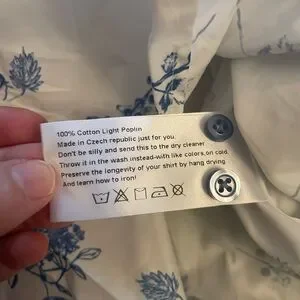 100% Cotton Light Poplin
Made in Czech republic just for you.
Don't be silly and send this to the dry cleaner.
Throw it in the wash instead-with like colors, on cold.
Preserve the longevity of your shirt by hang drying.
And learn how to iron!